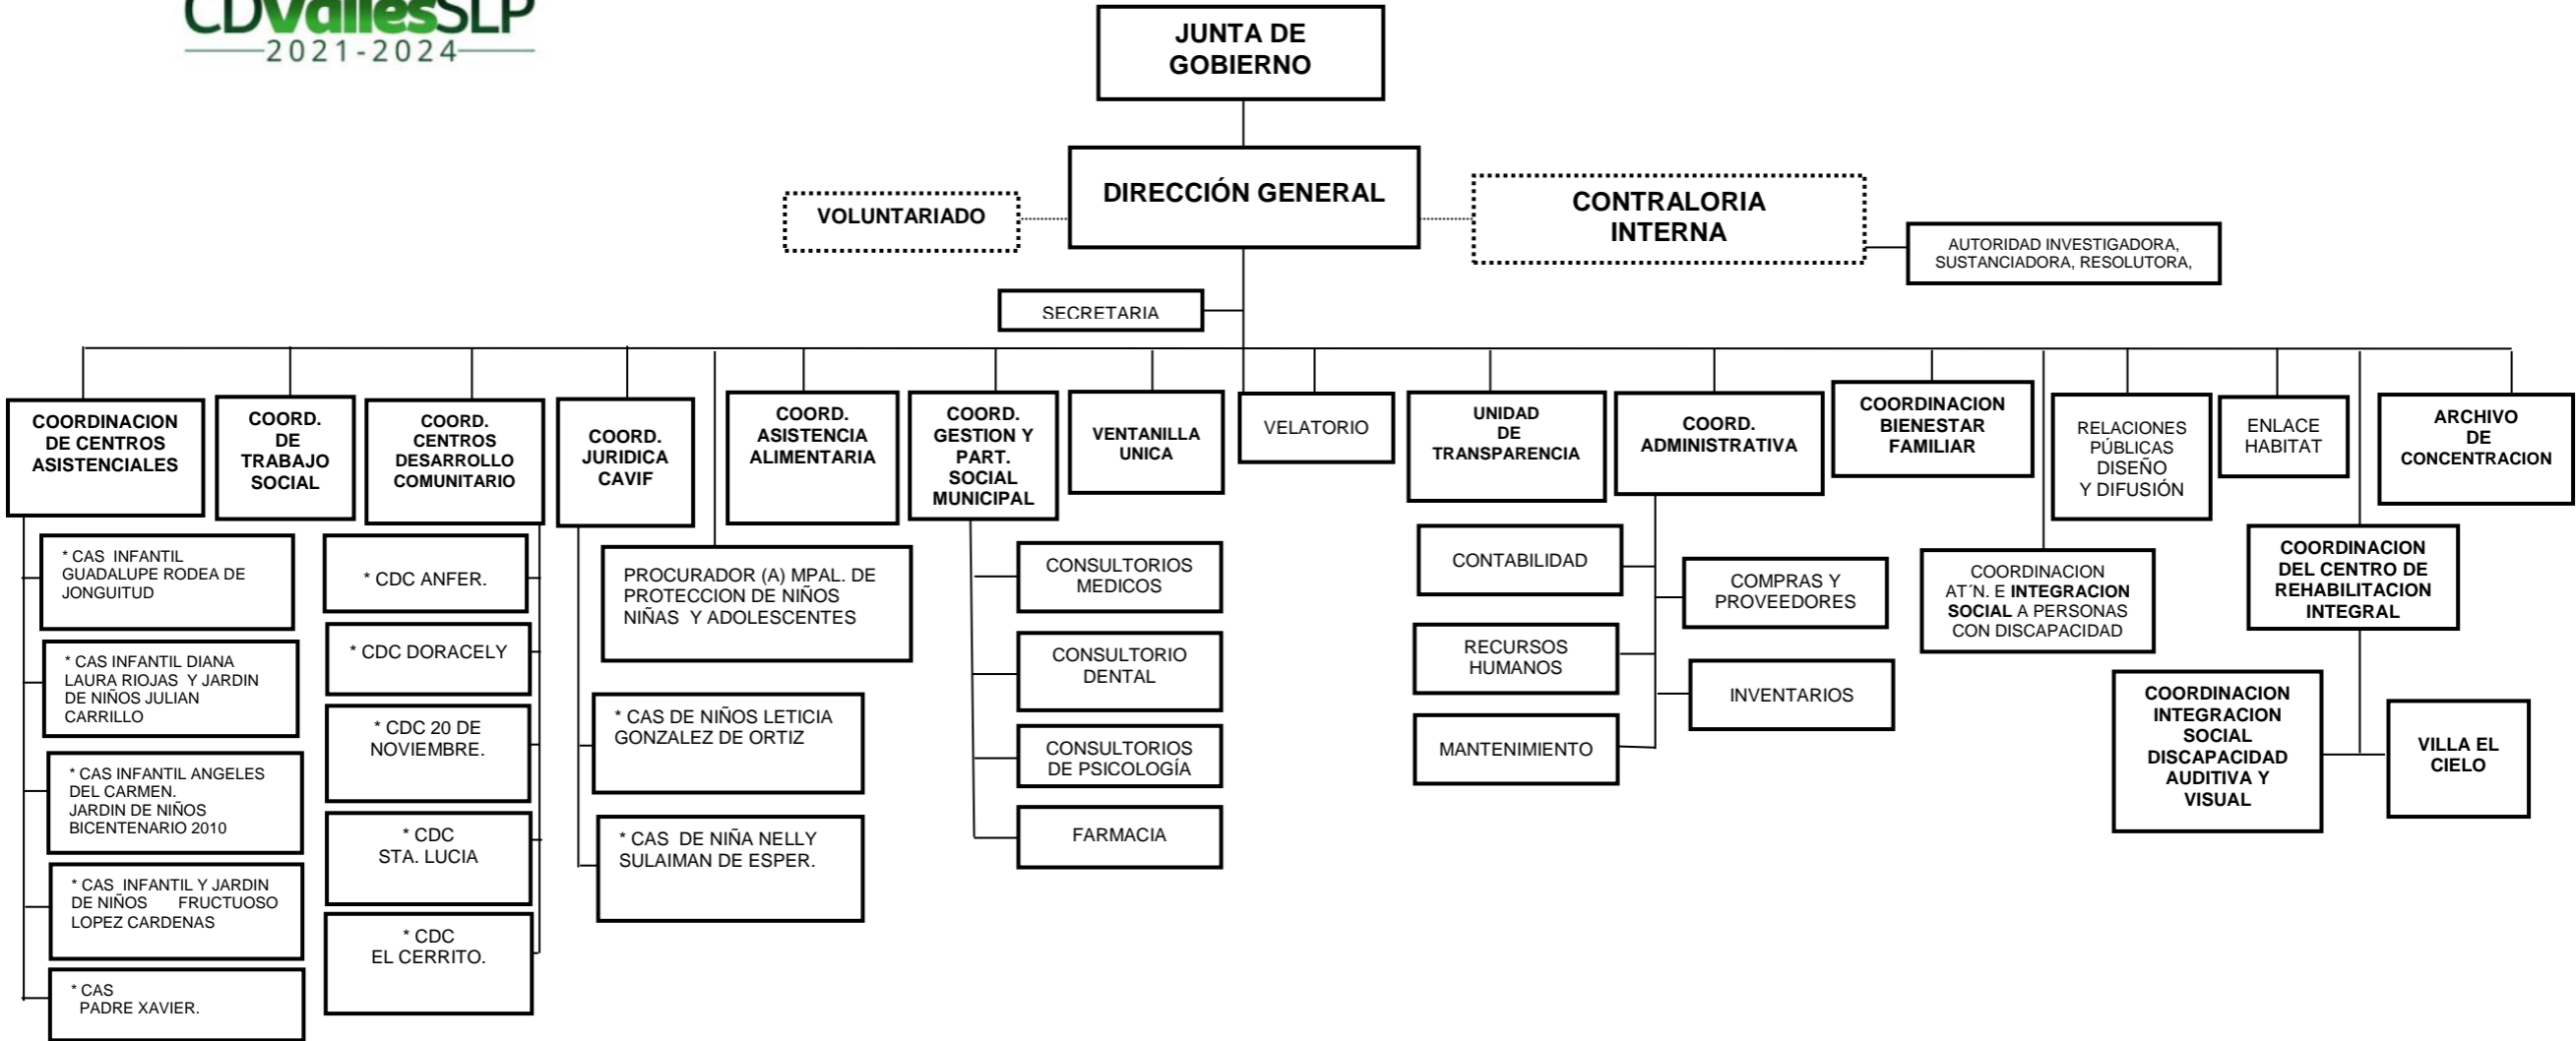 CDVallesSLP
2021-2024
JUNTA DE
GOBIERNO
DIRECCIÓN GENERAL
VOLUNTARIADO
CONTRALORIA
INTERNA
AUTORIDAD INVESTIGADORA,
SUSTANCIADORA, RESOLUTORA,
SECRETARIA
COORDINACION
DE CENTROS
ASISTENCIALES
COORD.
DE
TRABAJO
SOCIAL
COORD.
CENTROS
DESARROLLO
COMUNITARIO
COORD.
JURIDICA
CAVIF
COORD.
ASISTENCIA
ALIMENTARIA
COORD.
GESTION Y
PART.
SOCIAL
MUNICIPAL
VENTANILLA
UNICA
VELATORIO
UNIDAD
DE
TRANSPARENCIA
COORD.
ADMINISTRATIVA
COORDINACION
BIENESTAR
FAMILIAR
RELACIONES
PÚBLICAS
DISEÑO
Y DIFUSIÓN
ENLACE
HABITAT
ARCHIVO
DE
CONCENTRACION
* CAS  INFANTIL
GUADALUPE RODEA DE
JONGUITUD
* CAS INFANTIL DIANA
LAURA RIOJAS  Y JARDIN
DE NIÑOS JULIAN
CARRILLO
* CAS INFANTIL ANGELES
DEL CARMEN.
JARDIN DE NIÑOS
BICENTENARIO 2010
* CAS  INFANTIL Y JARDIN
DE NIÑOS      FRUCTUOSO
LOPEZ CARDENAS
* CAS
PADRE XAVIER.
* CDC ANFER.
* CDC DORACELY
* CDC 20 DE
NOVIEMBRE.
* CDC
STA. LUCIA
* CDC
EL CERRITO.
PROCURADOR (A) MPAL. DE
PROTECCION DE NIÑOS
NIÑAS  Y ADOLESCENTES
* CAS DE NIÑOS LETICIA
GONZALEZ DE ORTIZ
* CAS  DE NIÑA NELLY
SULAIMAN DE ESPER.
CONSULTORIOS
MEDICOS
CONSULTORIO
DENTAL
CONSULTORIOS
DE PSICOLOGÍA
FARMACIA
CONTABILIDAD
RECURSOS
HUMANOS
MANTENIMIENTO
COMPRAS Y
PROVEEDORES
INVENTARIOS
COORDINACION
AT´N. E INTEGRACION
SOCIAL A PERSONAS
CON DISCAPACIDAD
COORDINACION
DEL CENTRO DE
REHABILITACION
INTEGRAL
COORDINACION
INTEGRACION
SOCIAL
DISCAPACIDAD
AUDITIVA Y
VISUAL
VILLA EL
CIELO